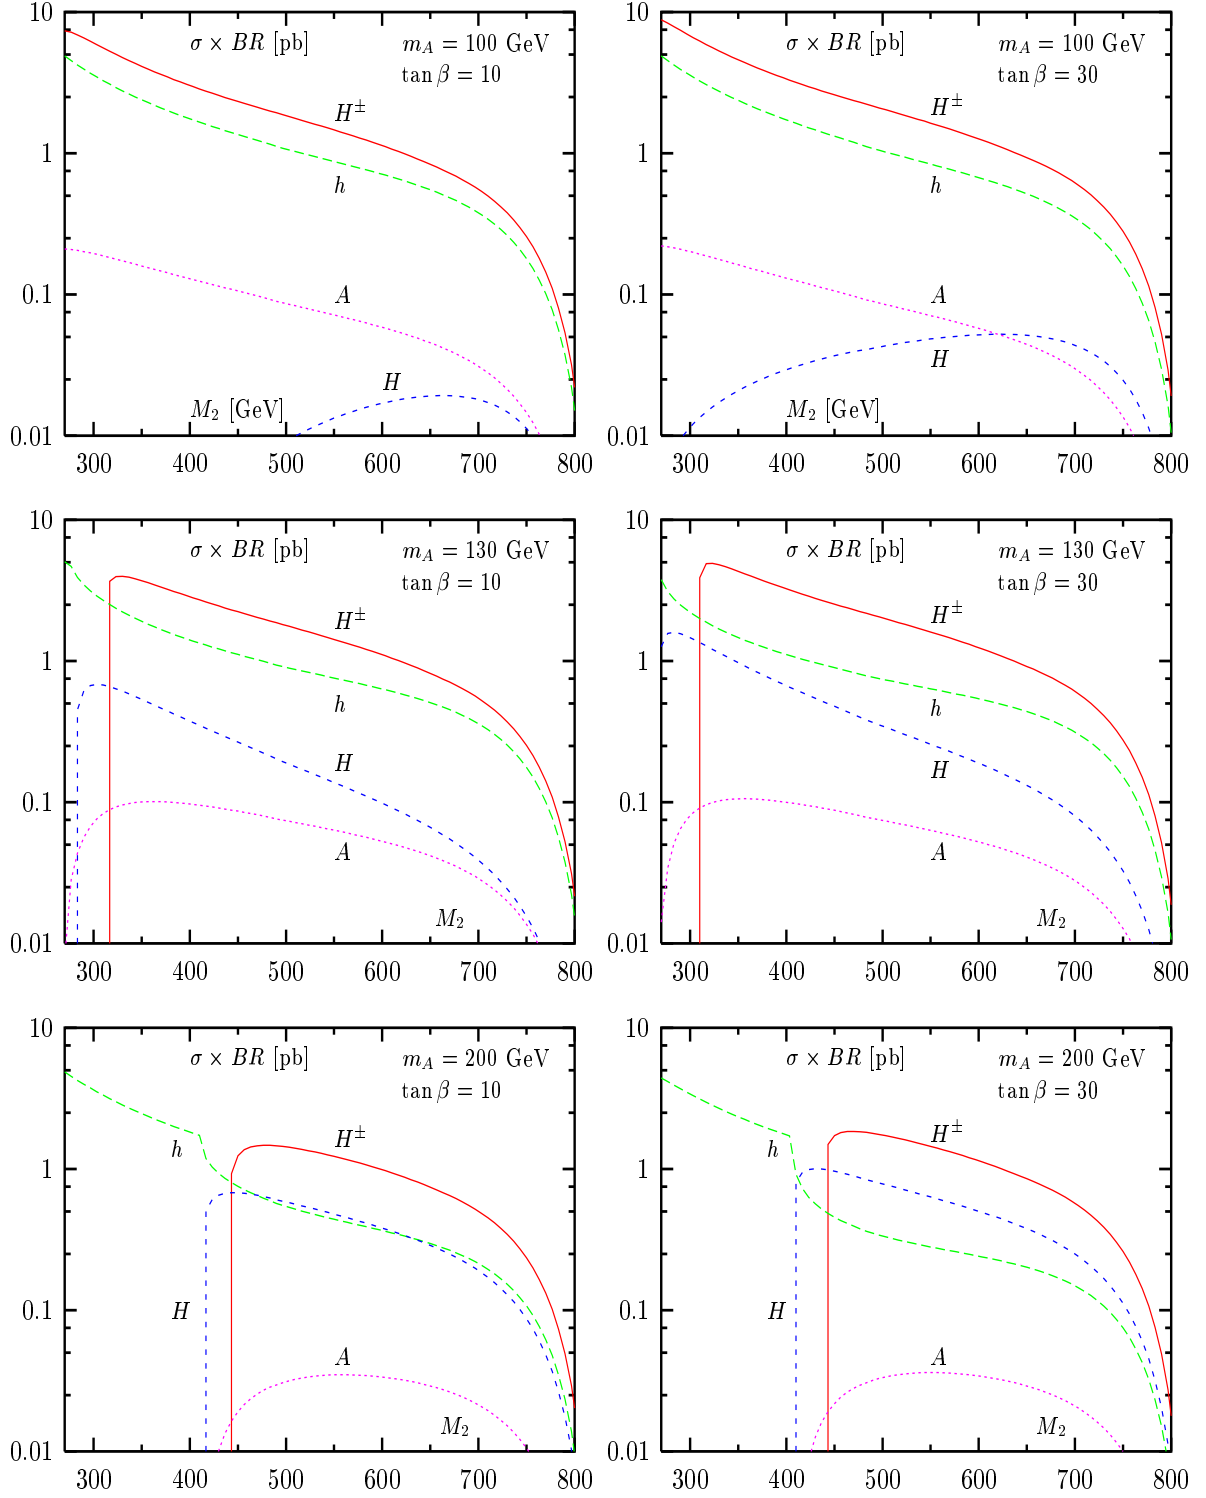 10
σ × BR [pb]
m_A = 100 GeV
tan β = 10
H^±
1
h
0.1
A
H
M_2 [GeV]
0.01
300 400 500 600 700 800
10
σ × BR [pb]
m_A = 100 GeV
tan β = 30
H^±
1
h
0.1
A
H
M_2 [GeV]
0.01
300 400 500 600 700 800
10
σ × BR [pb]
m_A = 130 GeV
tan β = 10
H^±
1
h
H
0.1
A
M_2
0.01
300 400 500 600 700 800
10
σ × BR [pb]
m_A = 130 GeV
tan β = 30
H^±
1
h
H
0.1
A
M_2
0.01
300 400 500 600 700 800
10
σ × BR [pb]
m_A = 200 GeV
tan β = 10
H^±
h
1
H
0.1
A
M_2
0.01
300 400 500 600 700 800
10
σ × BR [pb]
m_A = 200 GeV
tan β = 30
H^±
h
1
H
0.1
A
M_2
0.01
300 400 500 600 700 800